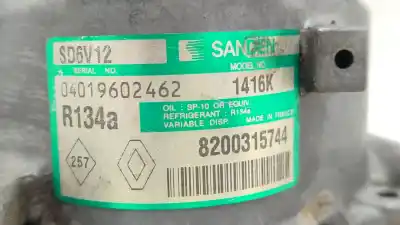 SD6V12
SANDEN
SERIAL NO.
MODEL NO.
04019602462
1416K
R134a
OIL : SP-10 OR EQUIV.
REFRIGERANT : R134a
VARIABLE DISP.
MADE IN FRANCE
257
8200315744